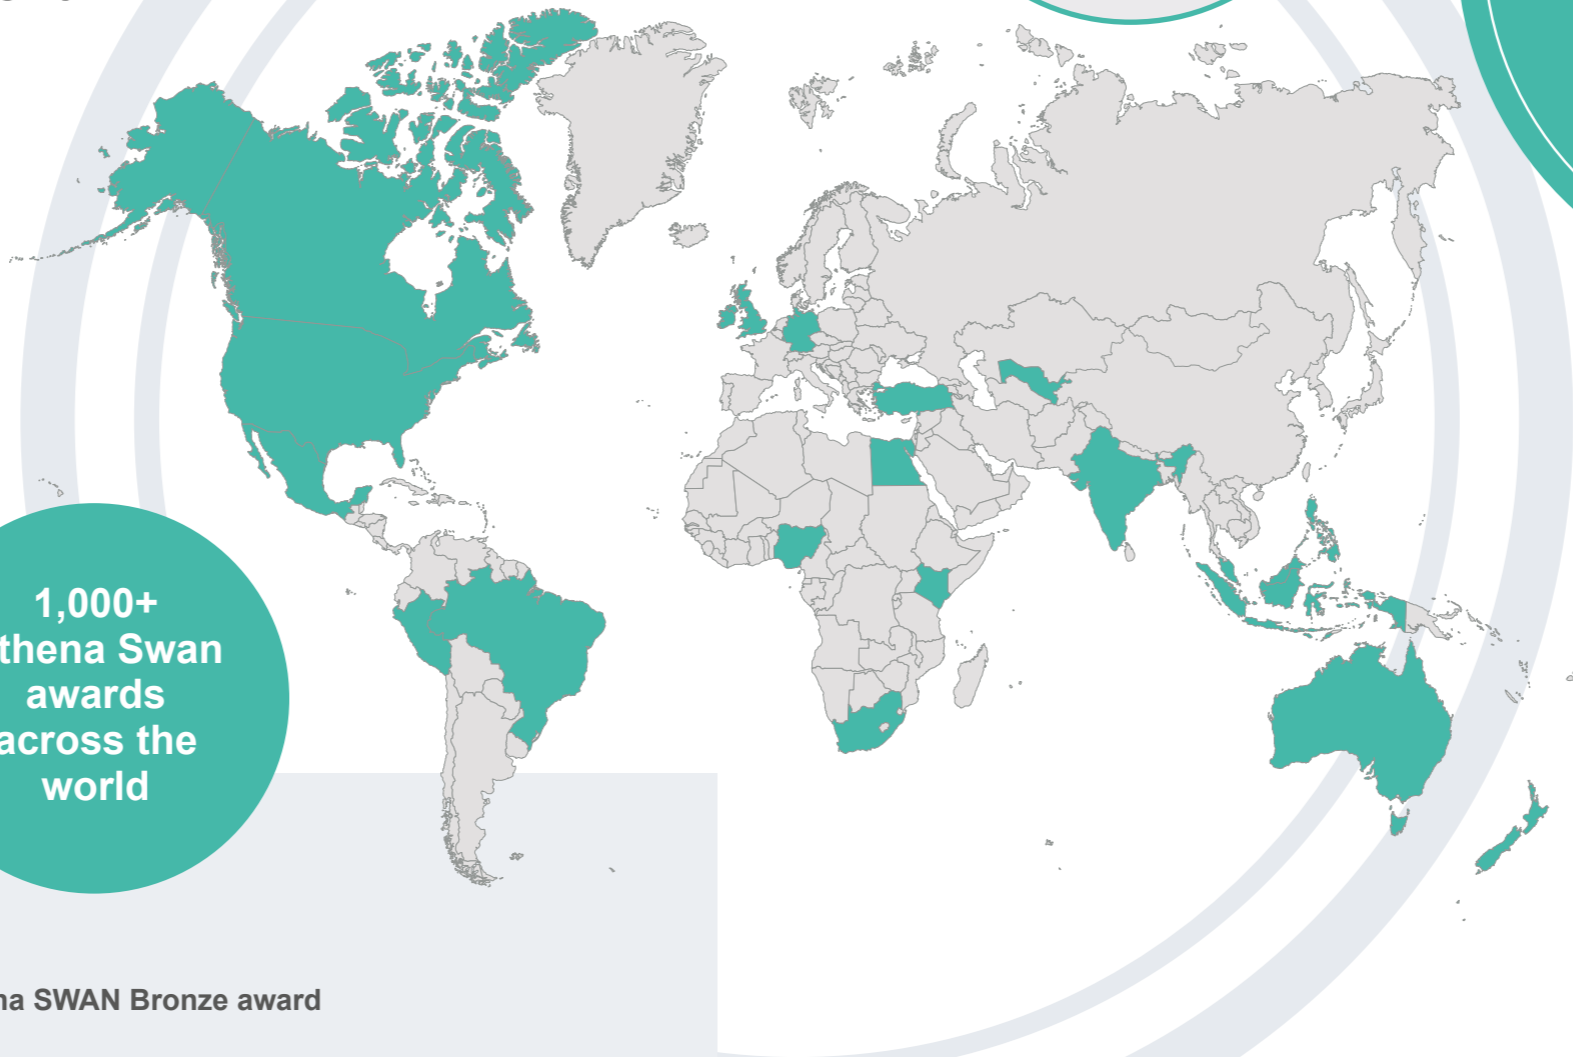 1,000+
thena Swan
awards
across the
world
na SWAN Bronze award